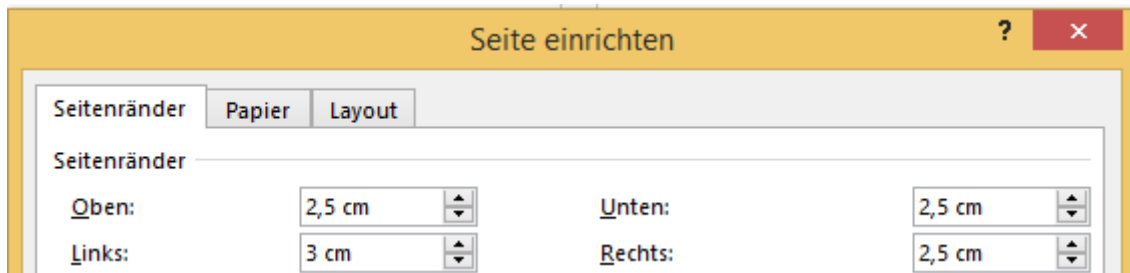 Seite einrichten ?
Seitenränder Papier Layout
Seitenränder
Oben: 2,5 cm Unten: 2,5 cm
Links: 3 cm Rechts: 2,5 cm